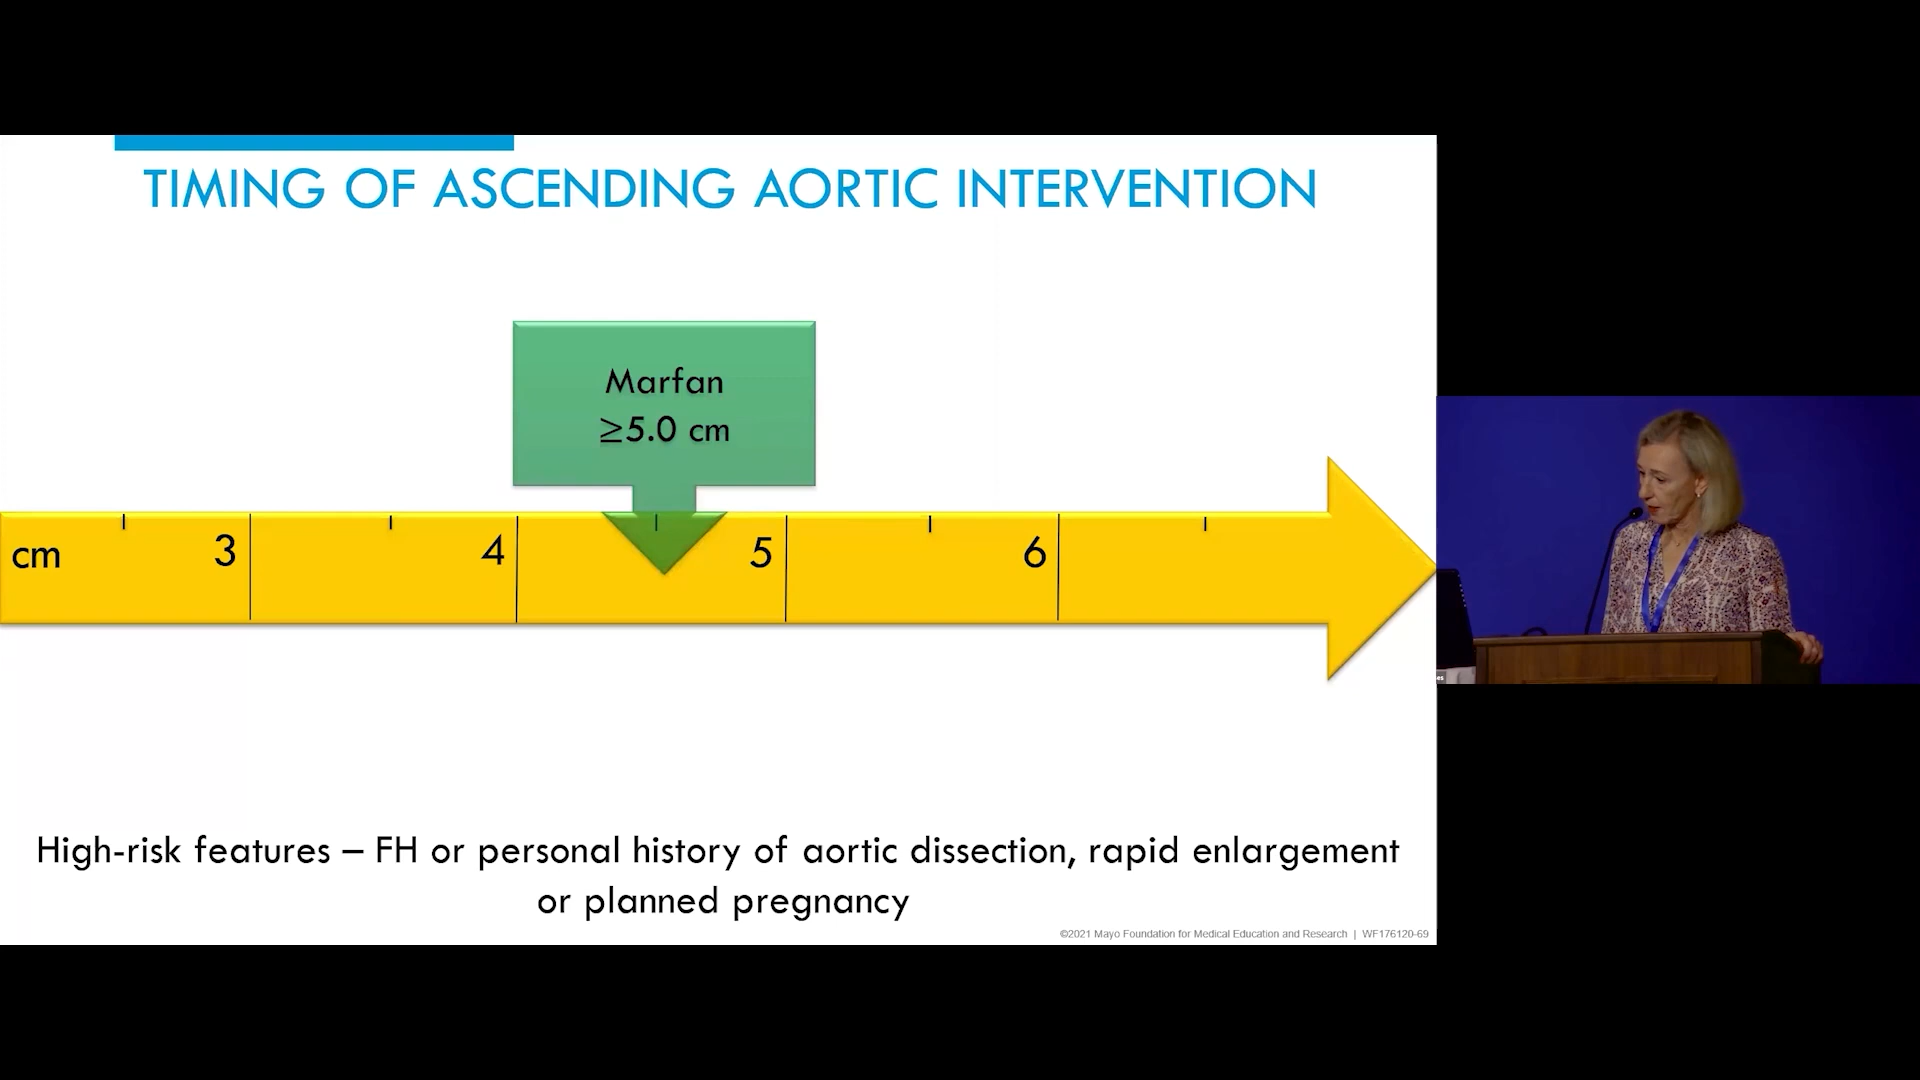 TIMING OF ASCENDING AORTIC INTERVENTION
Marfan
≥5.0 cm
cm 3 4 5 6
High-risk features – FH or personal history of aortic dissection, rapid enlargement
or planned pregnancy
©2021 Mayo Foundation for Medical Education and Research | WF176120-69